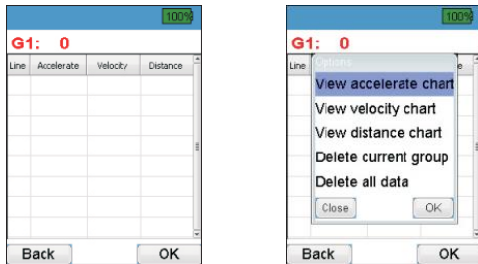 100%
G1: 0
Line Accelerate Velocity Distance
Back OK
100%
G1: 0
Line e
Options
View accelerate chart
View velocity chart
View distance chart
Delete current group
Delete all data
Close OK
Back OK